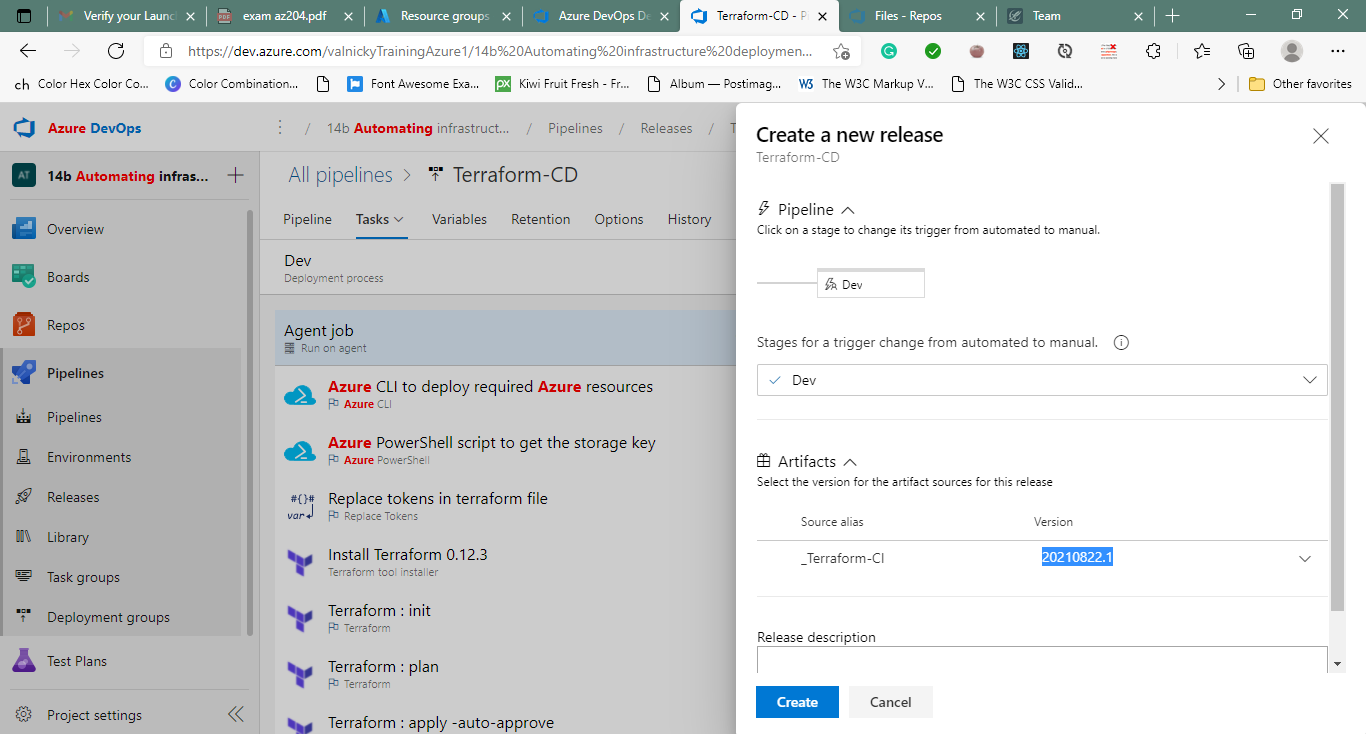 Verify your Launc
exam az204.pdf
Resource groups
Azure DevOps De
Terraform-CD - Pi
Files - Repos
Team
https://dev.azure.com/valnickyTrainingAzure1/14b%20Automating%20infrastructure%20deploymen...
ch Color Hex Color Co...
Color Combination...
Font Awesome Exa...
px Kiwi Fruit Fresh - Fr...
Album — Postimag...
W3 The W3C Markup V...
The W3C CSS Valid...
Other favorites
Azure DevOps
14b Automating infrastruct... / Pipelines / Releases /
AT 14b Automating infras...
Overview
Boards
Repos
Pipelines
Pipelines
Environments
Releases
Library
Task groups
Deployment groups
Test Plans
Project settings
All pipelines > Terraform-CD
Pipeline Tasks Variables Retention Options History
Dev
Deployment process
Agent job
Run on agent
Azure CLI to deploy required Azure resources
Azure CLI
Azure PowerShell script to get the storage key
Azure PowerShell
#{}#
var
Replace tokens in terraform file
Replace Tokens
Install Terraform 0.12.3
Terraform tool installer
Terraform : init
Terraform
Terraform : plan
Terraform
Terraform : apply -auto-approve
Create a new release
Terraform-CD
Pipeline
Click on a stage to change its trigger from automated to manual.
Dev
Stages for a trigger change from automated to manual.
Dev
Artifacts
Select the version for the artifact sources for this release
Source alias Version
_Terraform-CI 20210822.1
Release description
Create Cancel